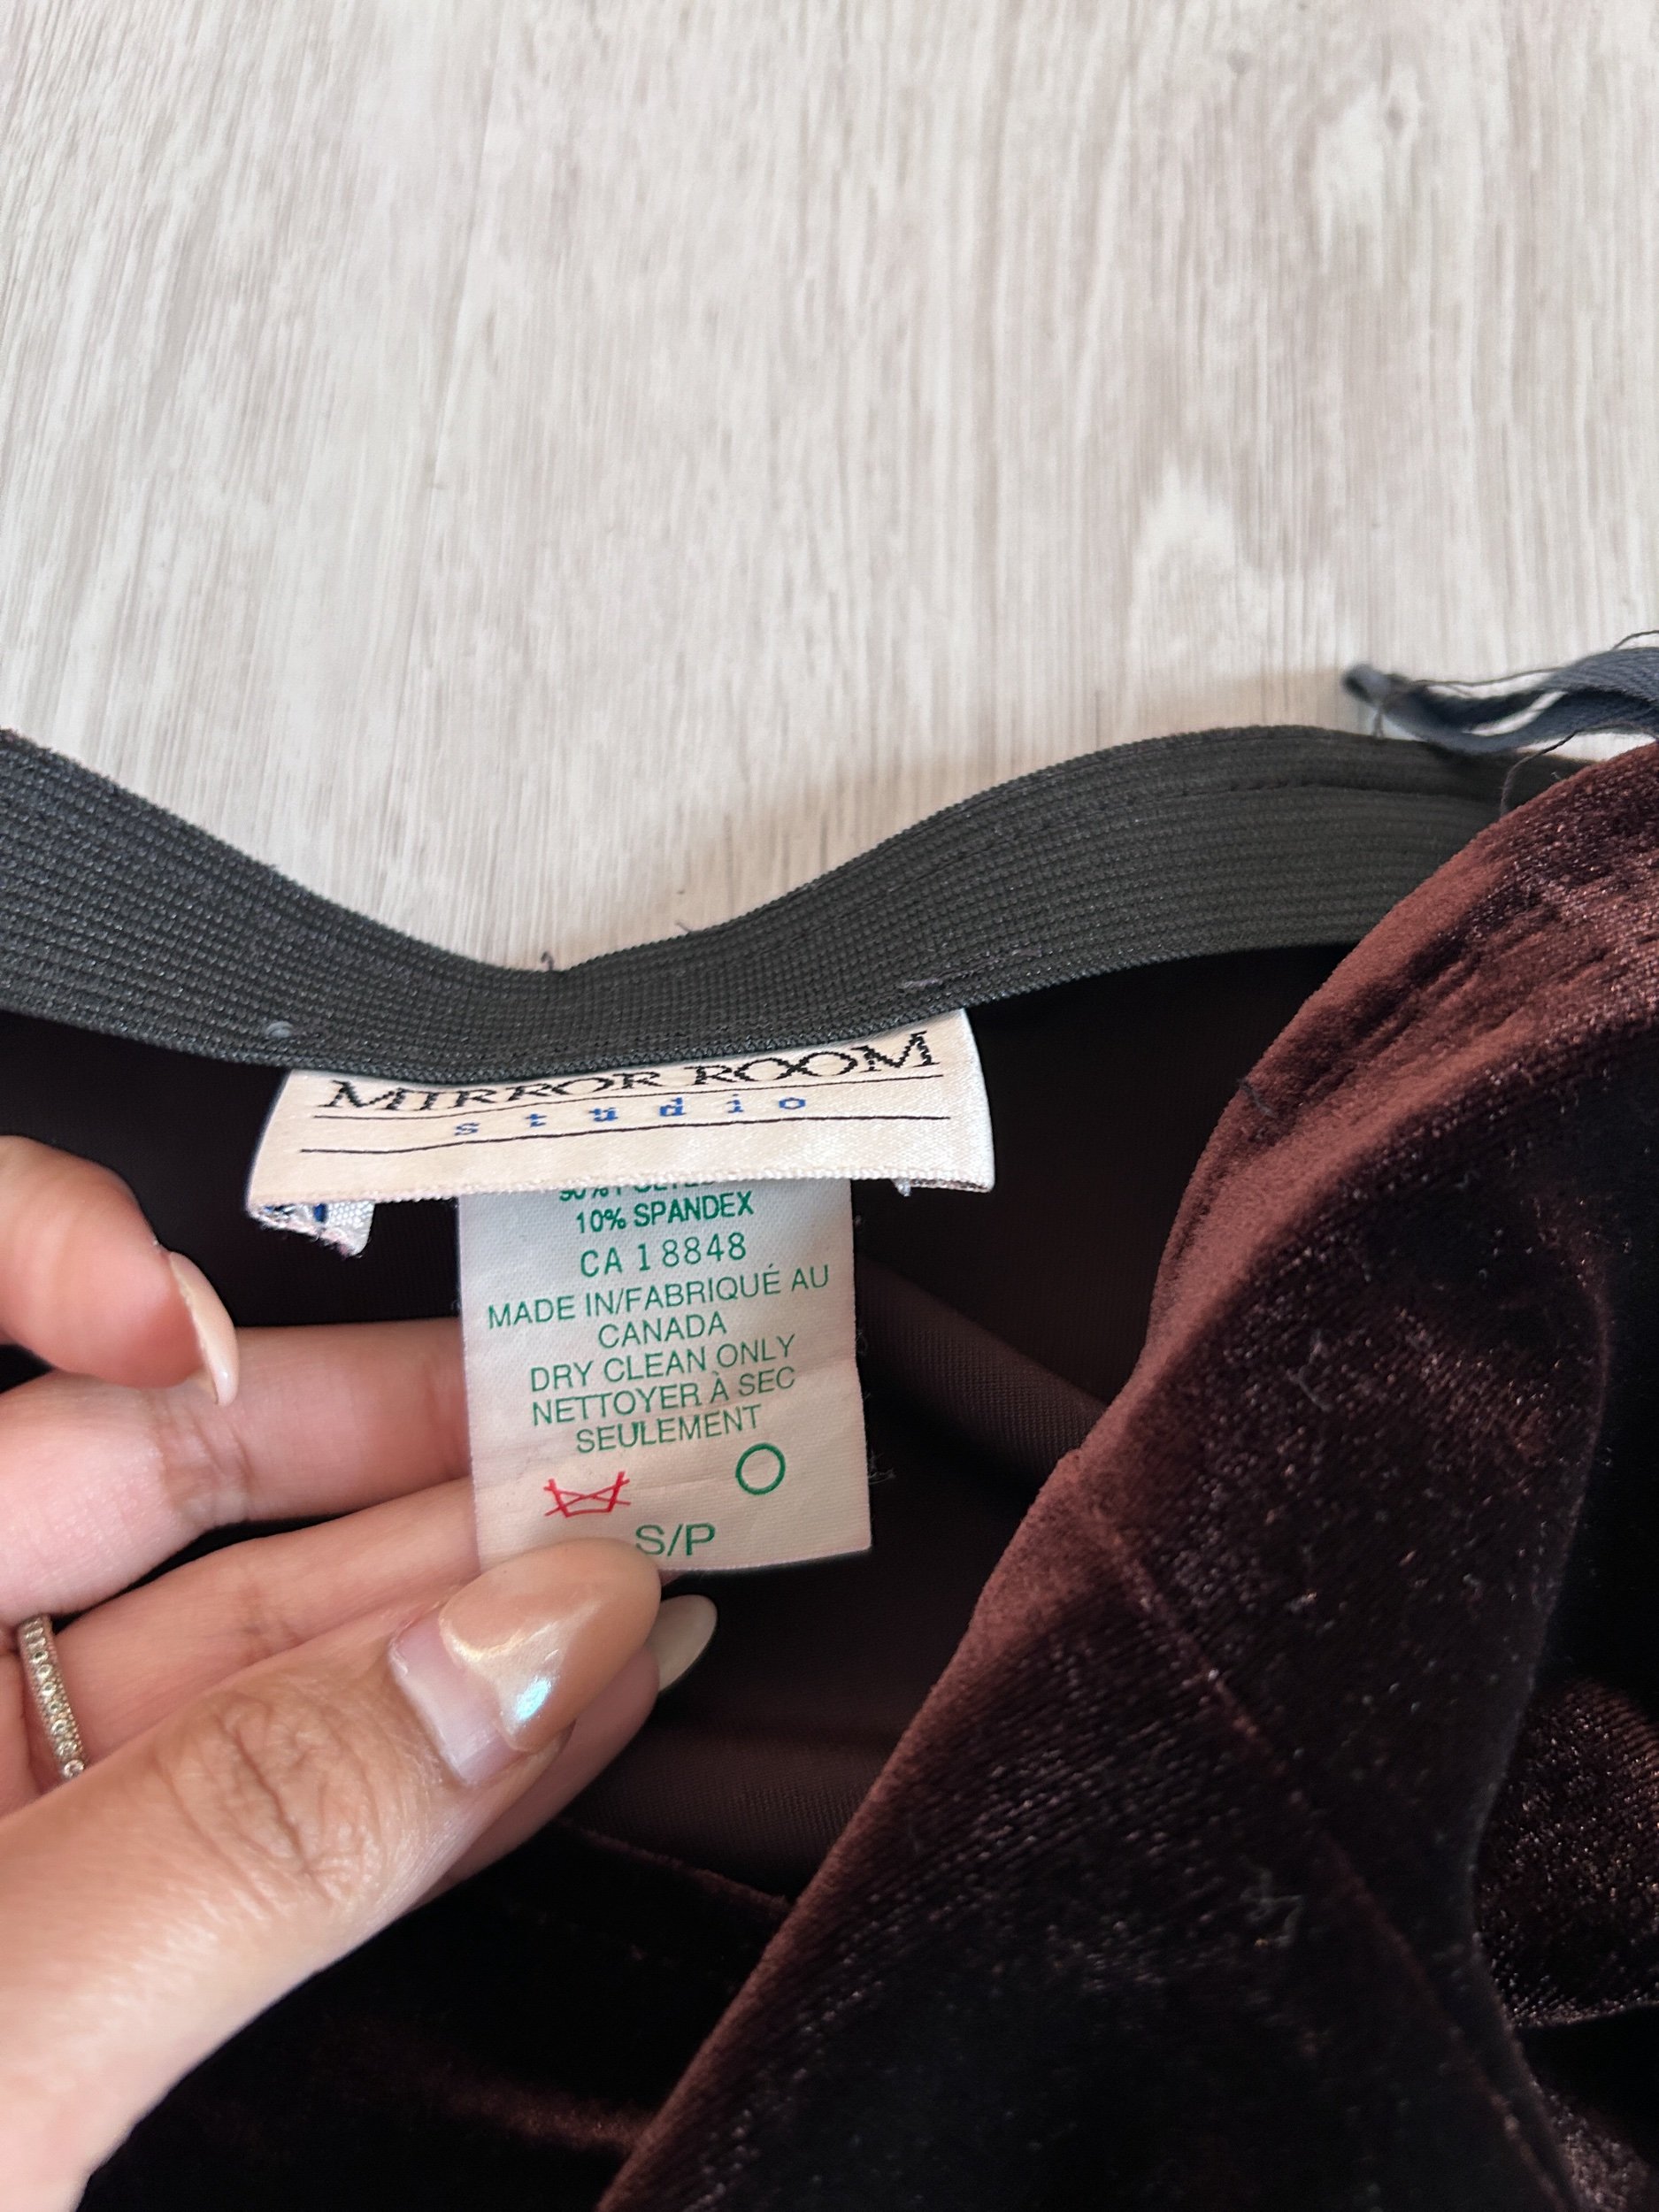 MIRROR ROOM
studio
10% SPANDEX
CA 18848
MADE IN/FABRIQUÉ AU
CANADA
DRY CLEAN ONLY
NETTOYER À SEC
SEULEMENT
S/P